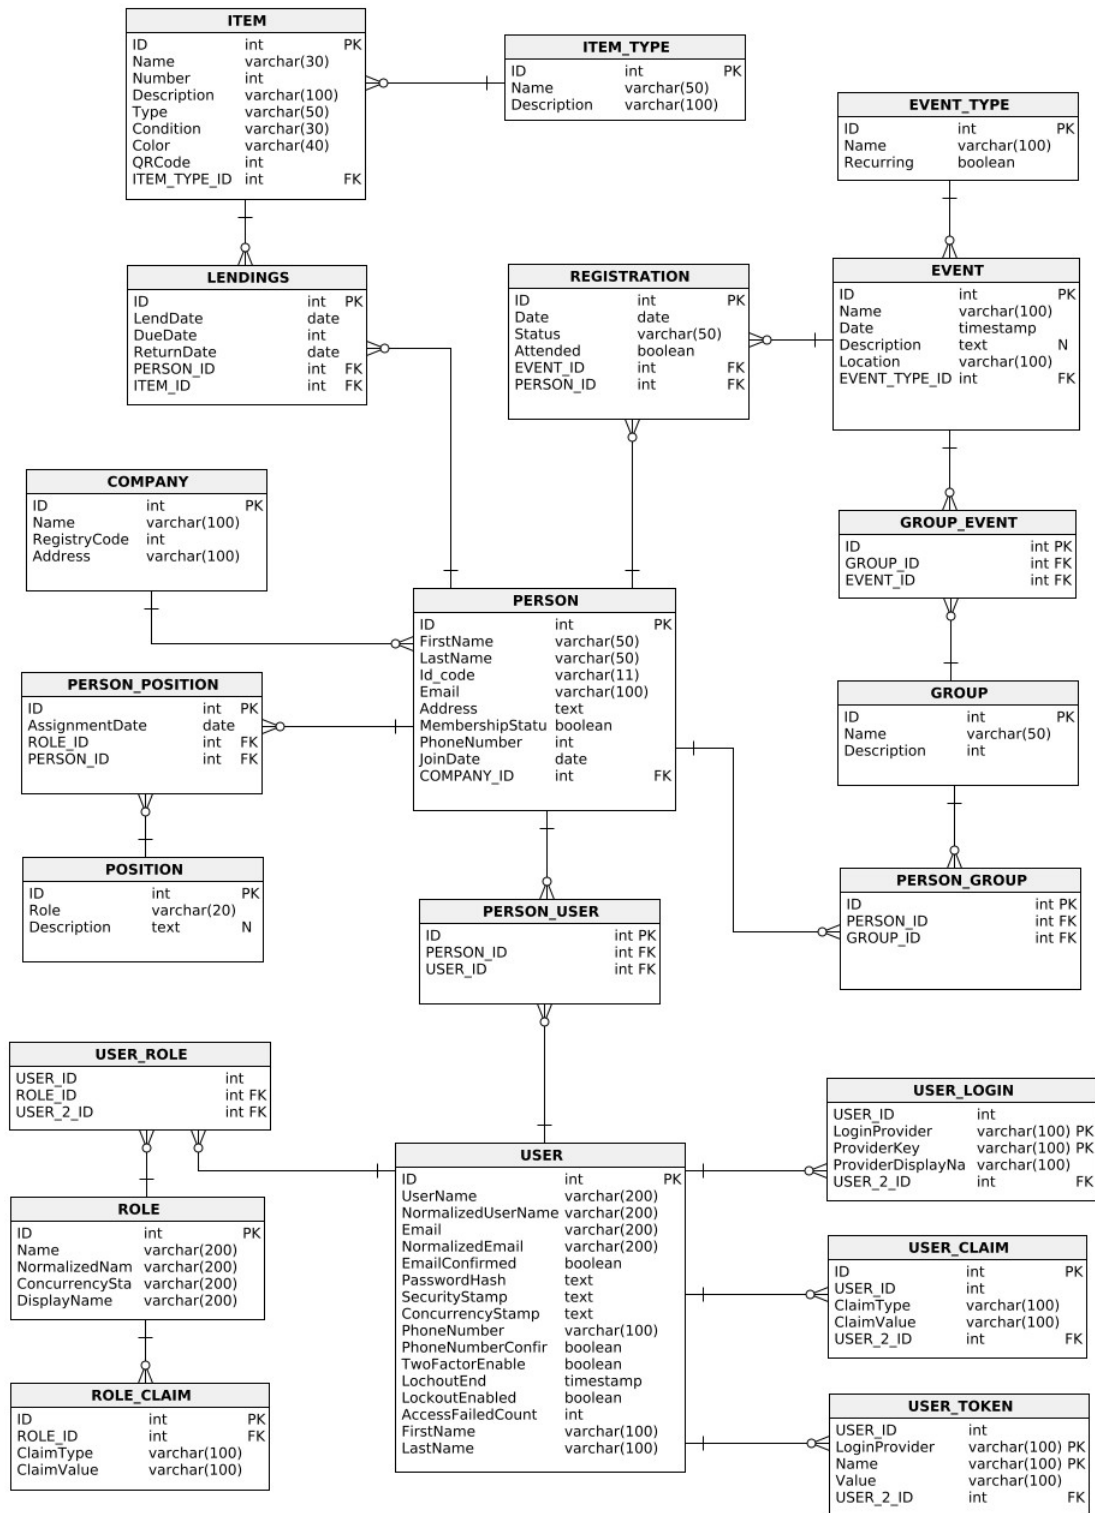 ITEM
ID int PK
Name varchar(30)
Number int
Description varchar(100)
Type varchar(50)
Condition varchar(30)
Color varchar(40)
QRCode int
ITEM_TYPE_ID int FK
ITEM_TYPE
ID int PK
Name varchar(50)
Description varchar(100)
EVENT_TYPE
ID int PK
Name varchar(100)
Recurring boolean
LENDINGS
ID int PK
LendDate date
DueDate int
ReturnDate date
PERSON_ID int FK
ITEM_ID int FK
REGISTRATION
ID int PK
Date date
Status varchar(50)
Attended boolean
EVENT_ID int FK
PERSON_ID int FK
EVENT
ID int PK
Name varchar(100)
Date timestamp
Description text N
Location varchar(100)
EVENT_TYPE_ID int FK
COMPANY
ID int PK
Name varchar(100)
RegistryCode int
Address varchar(100)
GROUP_EVENT
ID int PK
GROUP_ID int FK
EVENT_ID int FK
PERSON
ID int PK
FirstName varchar(50)
LastName varchar(50)
Id_code varchar(11)
Email varchar(100)
Address text
MembershipStatu boolean
PhoneNumber int
JoinDate date
COMPANY_ID int FK
PERSON_POSITION
ID int PK
AssignmentDate date
ROLE_ID int FK
PERSON_ID int FK
GROUP
ID int PK
Name varchar(50)
Description int
POSITION
ID int PK
Role varchar(20)
Description text N
PERSON_USER
ID int PK
PERSON_ID int FK
USER_ID int FK
PERSON_GROUP
ID int PK
PERSON_ID int FK
GROUP_ID int FK
USER_ROLE
USER_ID int
ROLE_ID int FK
USER_2_ID int FK
USER_LOGIN
USER_ID int
LoginProvider varchar(100) PK
ProviderKey varchar(100) PK
ProviderDisplayNa varchar(100)
USER_2_ID int FK
USER
ID int PK
UserName varchar(200)
NormalizedUserName varchar(200)
Email varchar(200)
NormalizedEmail varchar(200)
EmailConfirmed boolean
PasswordHash text
SecurityStamp text
ConcurrencyStamp text
PhoneNumber varchar(100)
PhoneNumberConfir boolean
TwoFactorEnable boolean
LochoutEnd timestamp
LockoutEnabled boolean
AccessFailedCount int
FirstName varchar(100)
LastName varchar(100)
ROLE
ID int PK
Name varchar(200)
NormalizedNam varchar(200)
ConcurrencySta varchar(200)
DisplayName varchar(200)
USER_CLAIM
ID int PK
USER_ID int
ClaimType varchar(100)
ClaimValue varchar(100)
USER_2_ID int FK
ROLE_CLAIM
ID int PK
ROLE_ID int FK
ClaimType varchar(100)
ClaimValue varchar(100)
USER_TOKEN
USER_ID int
LoginProvider varchar(100) PK
Name varchar(100) PK
Value varchar(100)
USER_2_ID int FK